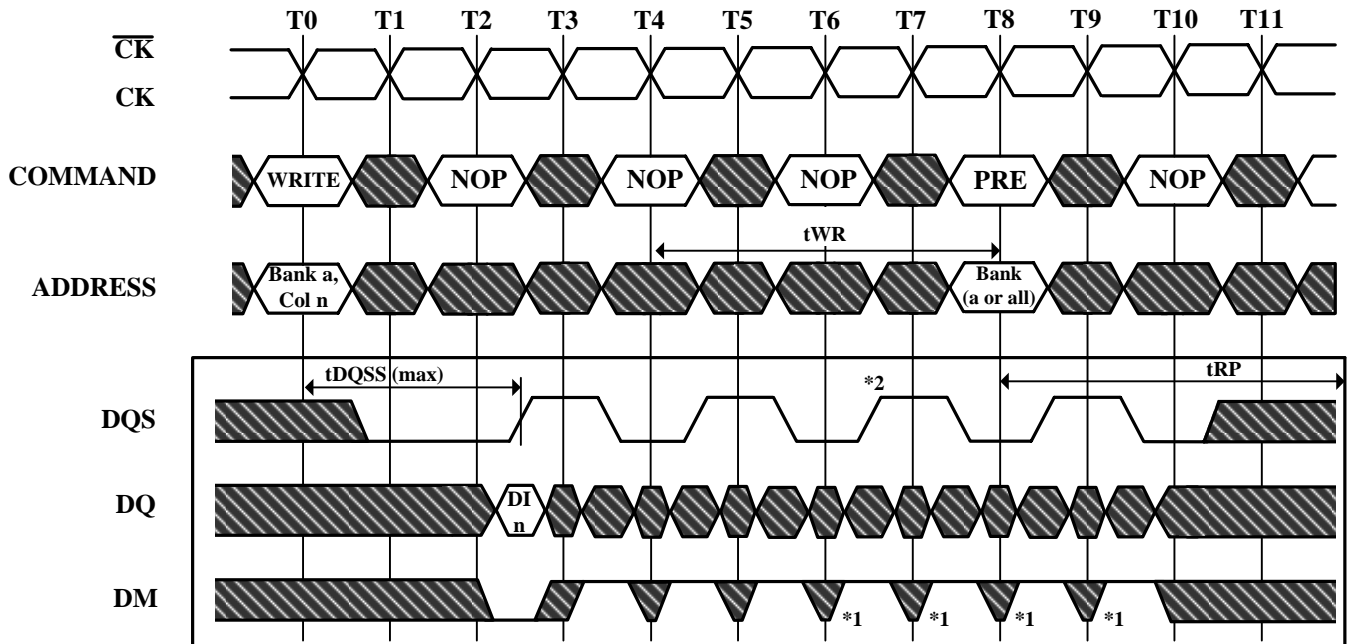 T0 T1 T2 T3 T4 T5 T6 T7 T8 T9 T10 T11
CK
CK
COMMAND WRITE NOP NOP NOP PRE NOP
tWR
ADDRESS Bank a, Col n Bank (a or all)
tDQSS (max) *2 tRP
DQS
DQ DI n
DM *1 *1 *1 *1